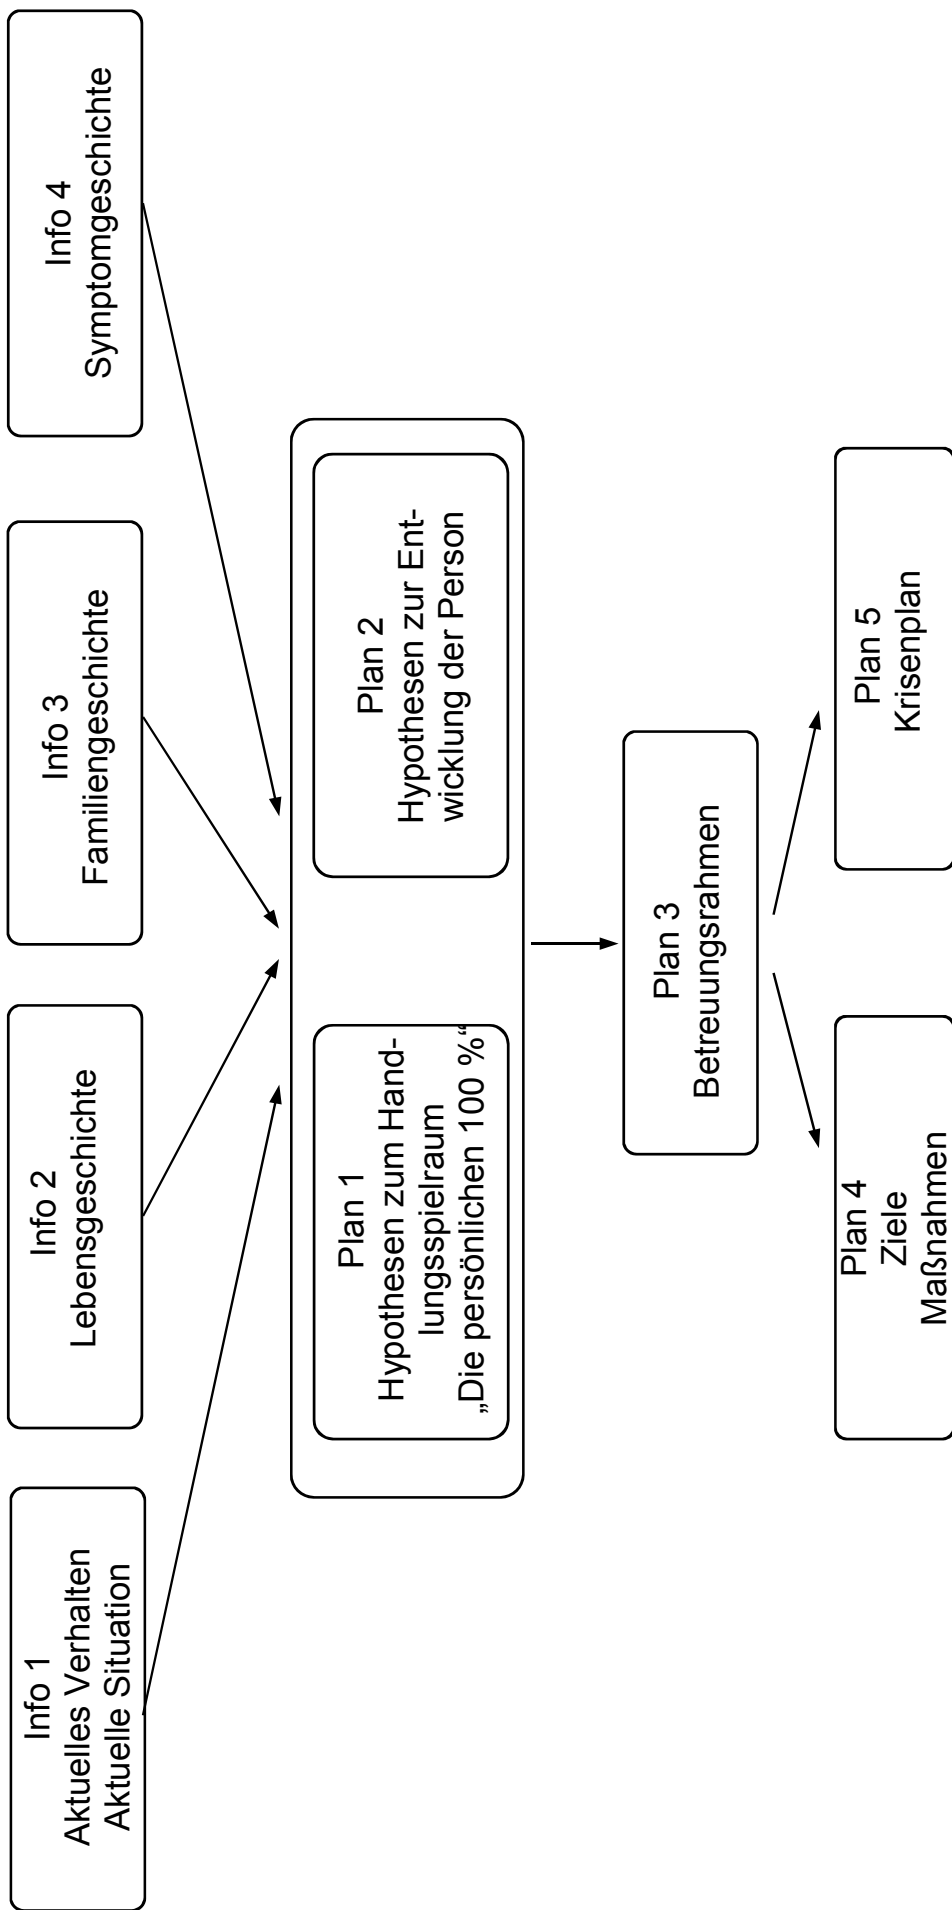 Info 1
Aktuelles Verhalten
Aktuelle Situation
Info 2
Lebensgeschichte
Info 3
Familiengeschichte
Info 4
Symptomgeschichte
Plan 1
Hypothesen zum Hand-
lungsspielraum
„Die persönlichen 100 %“
Plan 2
Hypothesen zur Ent-
wicklung der Person
Plan 3
Betreuungsrahmen
Plan 4
Ziele
Maßnahmen
Plan 5
Krisenplan